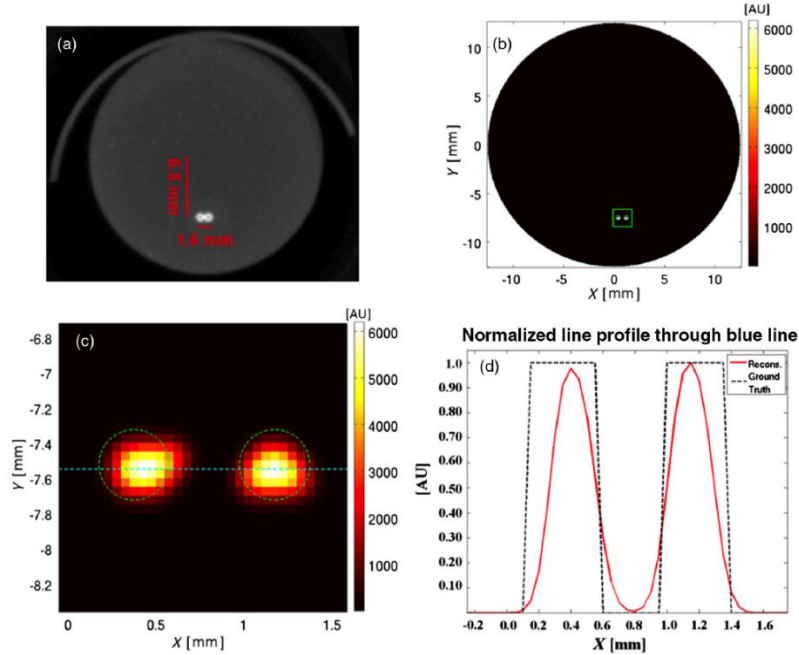 (a)
6.5 mm
1.6 mm
(b)
[AU]
6000
5000
4000
3000
2000
1000
10
5
0
-5
-10
Y [mm]
-10 -5 0 5 10
X [mm]
(c)
[AU]
6000
5000
4000
3000
2000
1000
-6.8
-7
-7.2
-7.4
-7.6
-7.8
-8
-8.2
Y [mm]
0 0.5 1 1.5
X [mm]
Normalized line profile through blue line
(d)
Recons.
Ground
Truth
1.0
0.90
0.80
0.70
0.60
0.50
0.40
0.30
0.20
0.10
[AU]
-0.2 0.0 0.2 0.4 0.6 0.8 1.0 1.2 1.4 1.6
X [mm]